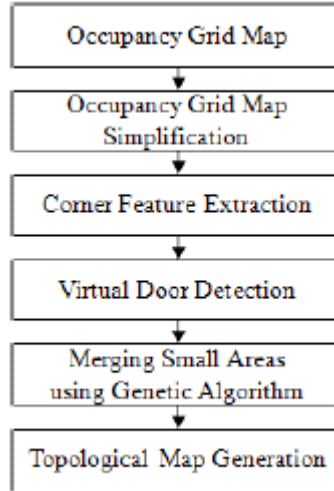 Occupancy Grid Map
Occupancy Grid Map
Simplification
Corner Feature Extraction
Virtual Door Detection
Merging Small Areas
using Genetic Algorithm
Topological Map Generation